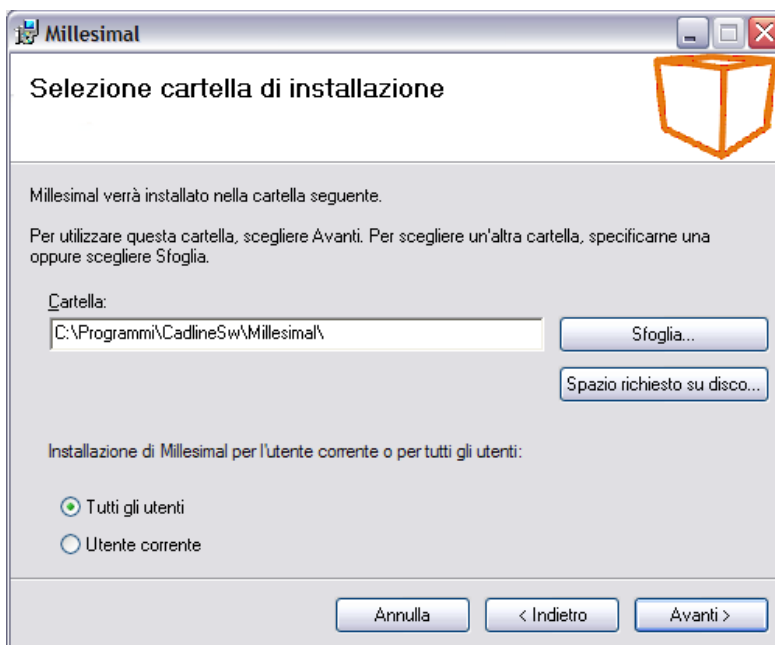 Millesimal
Selezione cartella di installazione
Millesimal verrà installato nella cartella seguente.
Per utilizzare questa cartella, scegliere Avanti. Per scegliere un'altra cartella, specificarne una
oppure scegliere Sfoglia.
Cartella:
C:\Programmi\CadlineSw\Millesimal\
Sfoglia...
Spazio richiesto su disco...
Installazione di Millesimal per l'utente corrente o per tutti gli utenti:
Tutti gli utenti
Utente corrente
Annulla
< Indietro
Avanti >